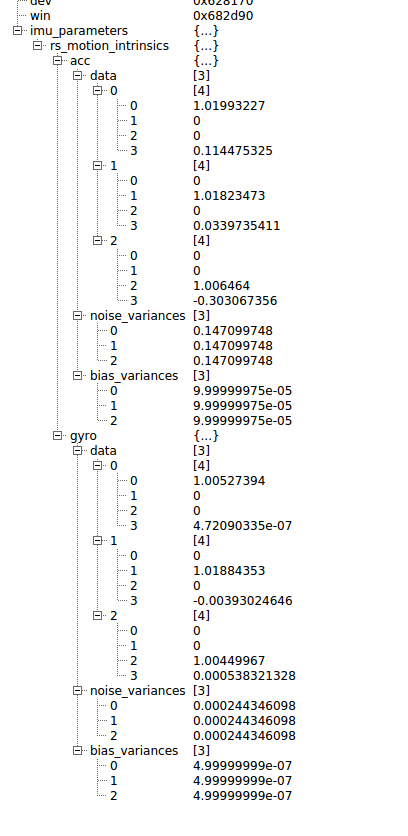 dev 0x628170
win 0x682d90
imu_parameters {...}
rs_motion_intrinsics {...}
acc {...}
data [3]
0 [4]
0 1.01993227
1 0
2 0
3 0.114475325
1 [4]
0 0
1 1.01823473
2 0
3 0.0339735411
2 [4]
0 0
1 0
2 1.006464
3 -0.303067356
noise_variances [3]
0 0.147099748
1 0.147099748
2 0.147099748
bias_variances [3]
0 9.99999975e-05
1 9.99999975e-05
2 9.99999975e-05
gyro {...}
data [3]
0 [4]
0 1.00527394
1 0
2 0
3 4.72090335e-07
1 [4]
0 0
1 1.01884353
2 0
3 -0.00393024646
2 [4]
0 0
1 0
2 1.00449967
3 0.000538321328
noise_variances [3]
0 0.000244346098
1 0.000244346098
2 0.000244346098
bias_variances [3]
0 4.99999999e-07
1 4.99999999e-07
2 4.99999999e-07